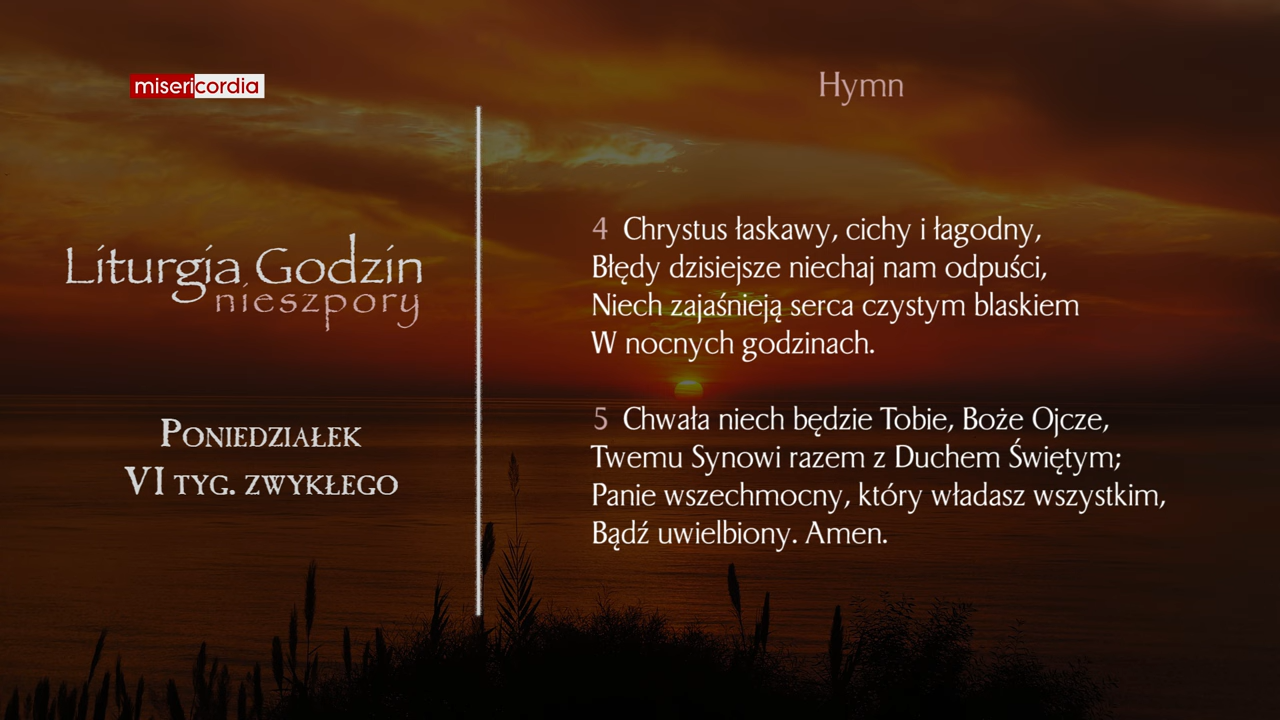 misericordia
Liturgia Godzin
nieszpory
Poniedziałek
VI tyg. zwykłego
Hymn
4 Chrystus łaskawy, cichy i łagodny,
Błędy dzisiejsze niechaj nam odpuści,
Niech zajaśnieją serca czystym blaskiem
W nocnych godzinach.
5 Chwała niech będzie Tobie, Boże Ojcze,
Twemu Synowi razem z Duchem Świętym;
Panie wszechmocny, który władasz wszystkim,
Bądź uwielbiony. Amen.